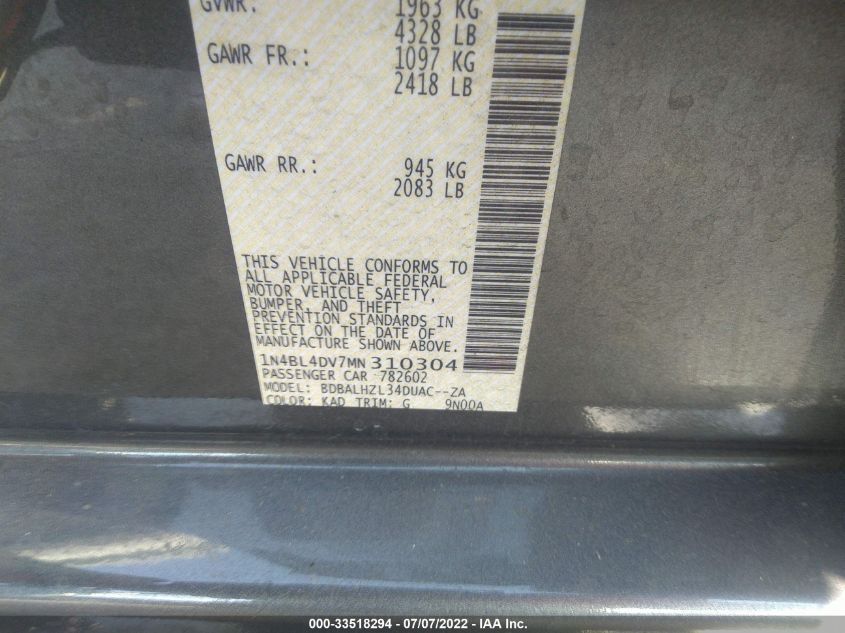 GVWR: 1963 KG
4328 LB
GAWR FR.: 1097 KG
2418 LB
GAWR RR.: 945 KG
2083 LB
THIS VEHICLE CONFORMS TO
ALL APPLICABLE FEDERAL
MOTOR VEHICLE SAFETY,
BUMPER, AND THEFT
PREVENTION STANDARDS IN
EFFECT ON THE DATE OF
MANUFACTURE SHOWN ABOVE.
1N4BL4DV7MN310304
PASSENGER CAR 782602
MODEL: BDBALHZL34DUAC--ZA
COLOR: KAD TRIM: G 9N00A
000-33518294 - 07/07/2022 - IAA Inc.